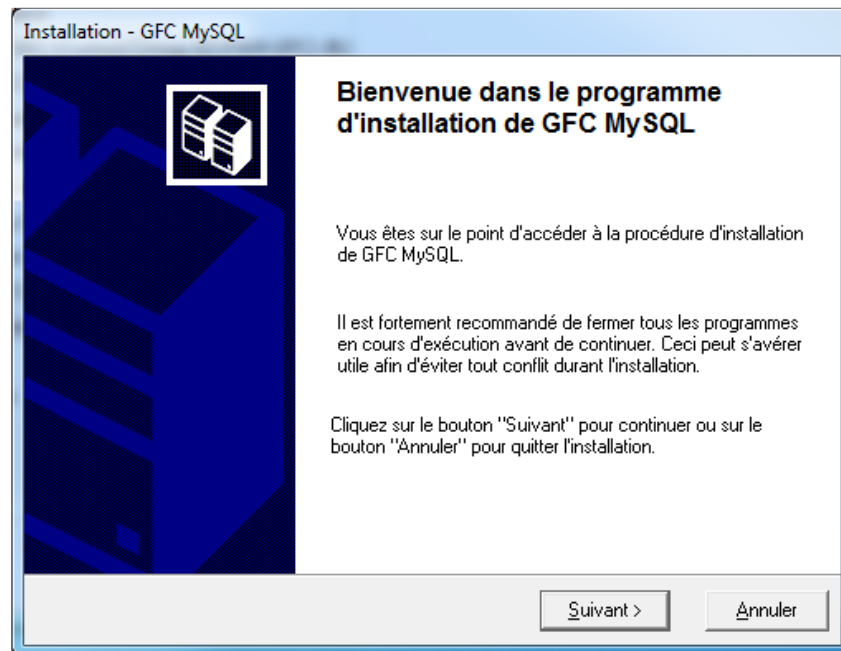 Installation - GFC MySQL
Bienvenue dans le programme
d'installation de GFC MySQL
Vous êtes sur le point d'accéder à la procédure d'installation
de GFC MySQL.
Il est fortement recommandé de fermer tous les programmes
en cours d'exécution avant de continuer. Ceci peut s'avérer
utile afin d'éviter tout conflit durant l'installation.
Cliquez sur le bouton "Suivant" pour continuer ou sur le
bouton "Annuler" pour quitter l'installation.
Suivant >
Annuler